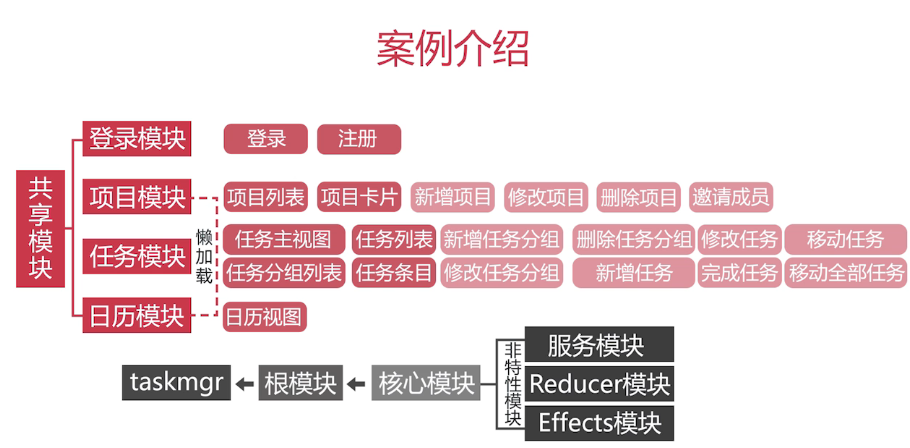 案例介绍
共享模块
登录模块
登录
注册
项目模块
项目列表
项目卡片
新增项目
修改项目
删除项目
邀请成员
懒加载
任务模块
任务主视图
任务列表
新增任务分组
删除任务分组
修改任务
移动任务
任务分组列表
任务条目
修改任务分组
新增任务
完成任务
移动全部任务
日历模块
日历视图
taskmgr
根模块
核心模块
非特性模块
服务模块
Reducer模块
Effects模块